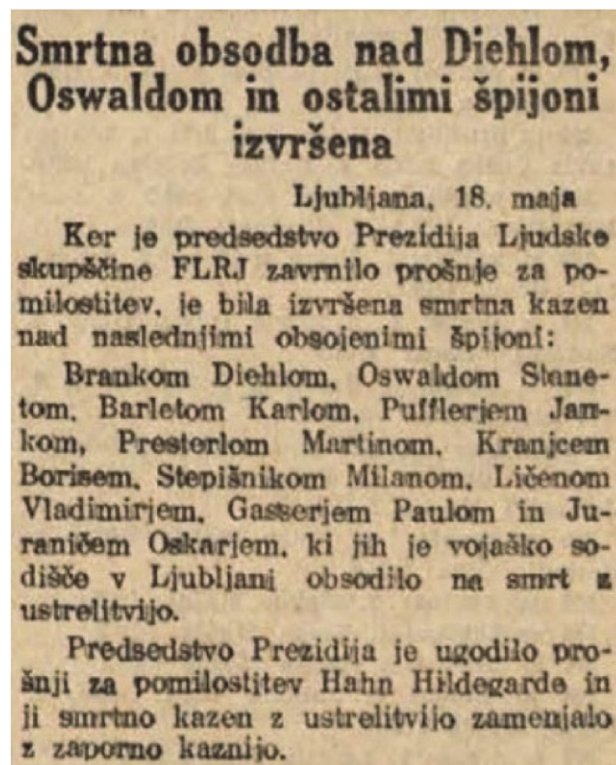 Smrtna obsodba nad Diehlom,
Oswaldom in ostalimi špijoni
izvršena
Ljubljana, 18. maja
Ker je predsedstvo Prezidija Ljudske
skupščine FLRJ zavrnilo prošnje za po-
milostitev, je bila izvršena smrtna kazen
nad naslednjimi obsojenimi špijoni:
Brankom Diehlom, Oswaldom Stane-
tom, Barletom Karlom, Pufflerjem Jan-
kom, Presterlom Martinom, Kranjcem
Borisem, Stepišnikom Milanom, Ličenom
Vladimirjem, Gasserjem Paulom in Ju-
raničem Oskarjem, ki jih je vojaško so-
dišče v Ljubljani obsodilo na smrt z
ustrelitvijo.
Predsedstvo Prezidija je ugodilo pro-
šnji za pomilostitev Hahn Hildegarde in
ji smrtno kazen z ustrelitvijo zamenjalo
z zaporno kaznijo.